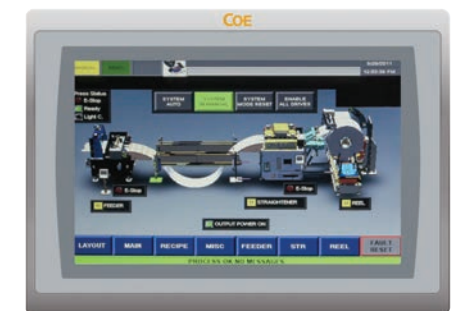 COE
Press Status
E-Stop
Ready
Light C.
SYSTEM AUTO
SYSTEM MODE RESET
ENABLE ALL DRIVES
E-Stop
E-Stop
FEEDER
STRAIGHTENER
REEL
OUTPUT POWER ON
LAYOUT MAIN RECIPE MISC FEEDER STR REEL FAULT RESET
PROCESS OK NO MESSAGES